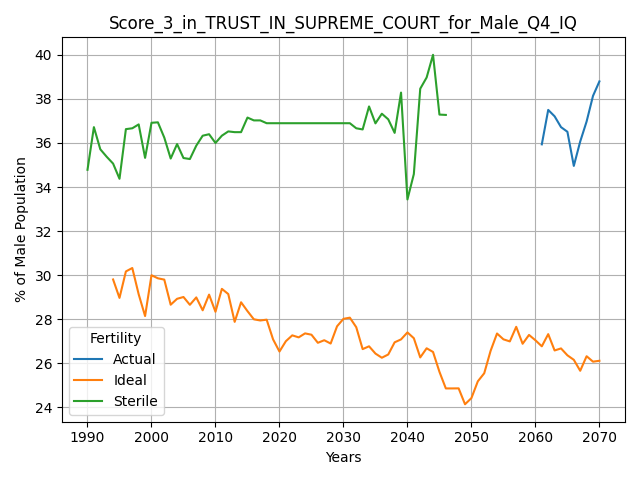 Score_3_in_TRUST_IN_SUPREME_COURT_for_Male_Q4_IQ
% of Male Population
40
38
36
34
32
30
28
26
24
Fertility
Actual
Ideal
Sterile
1990 2000 2010 2020 2030 2040 2050 2060 2070
Years